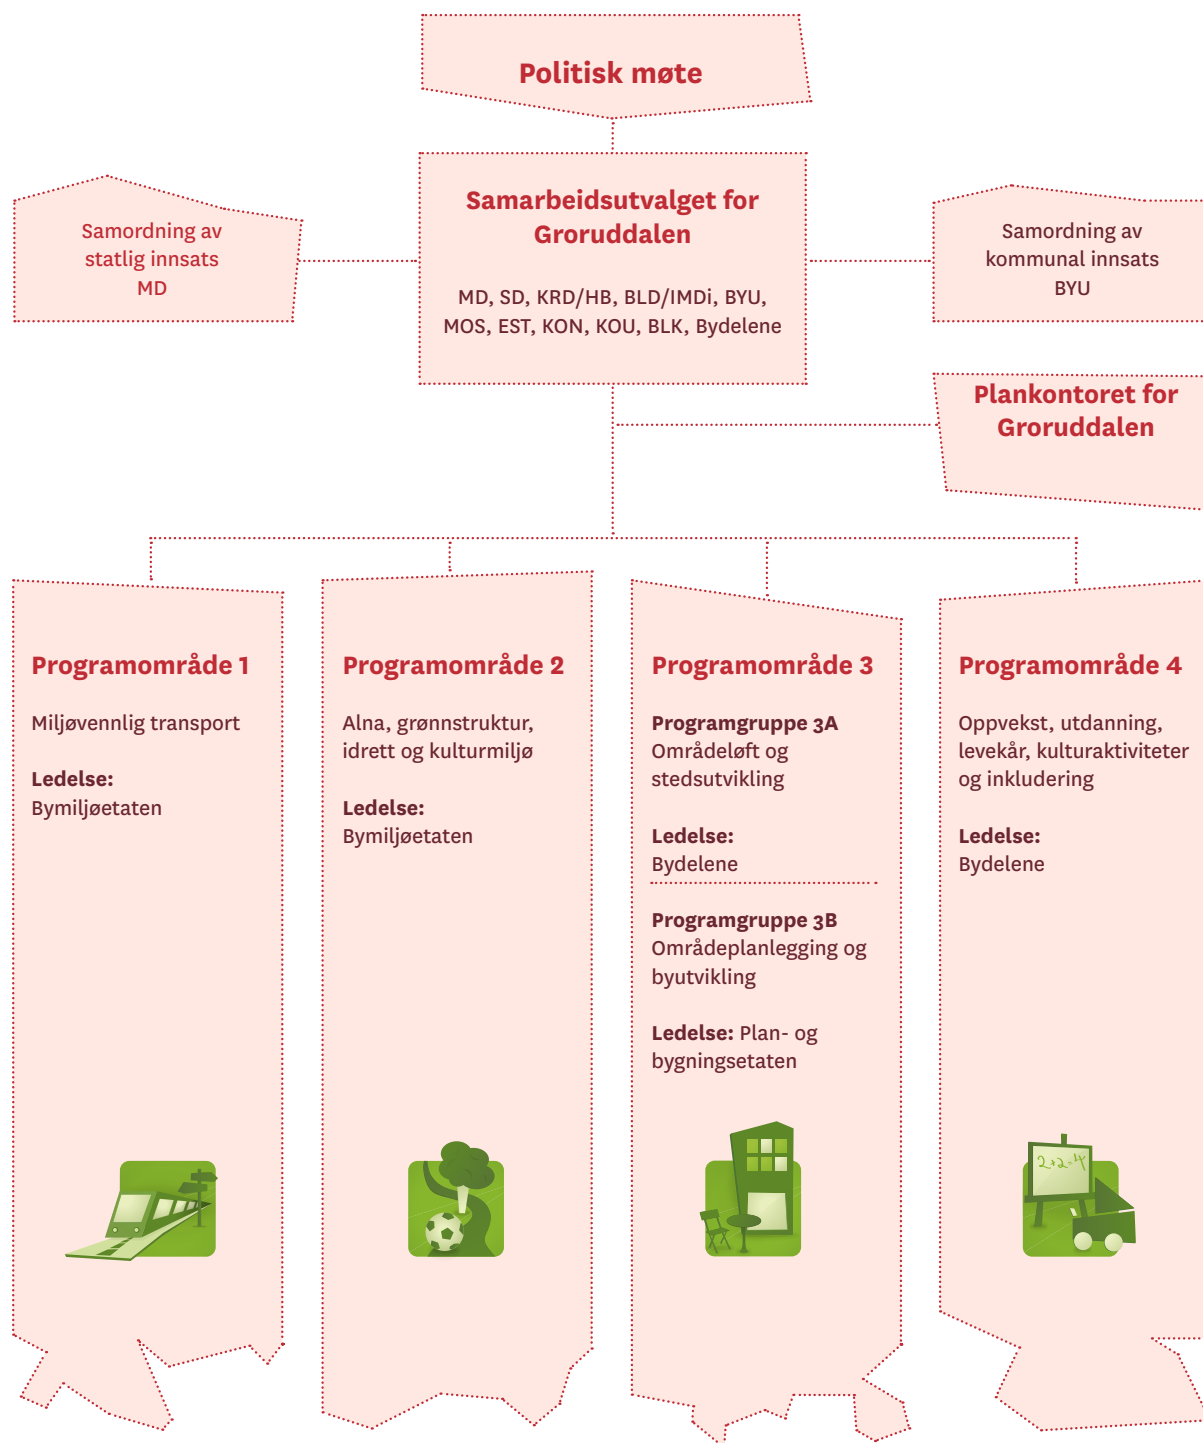 Politisk møte
Samarbeidsutvalget for
Groruddalen
MD, SD, KRD/HB, BLD/IMDi, BYU,
MOS, EST, KON, KOU, BLK, Bydelene
Samordning av
statlig innsats
MD
Samordning av
kommunal innsats
BYU
Plankontoret for
Groruddalen
Programområde 1
Miljøvennlig transport
Ledelse:
Bymiljøetaten
Programområde 2
Alna, grønnstruktur,
idrett og kulturmiljø
Ledelse:
Bymiljøetaten
Programområde 3
Programgruppe 3A
Områdeløft og
stedsutvikling
Ledelse:
Bydelene
Programgruppe 3B
Områdeplanlegging og
byutvikling
Ledelse: Plan- og
bygningsetaten
Programområde 4
Oppvekst, utdanning,
levekår, kulturaktiviteter
og inkludering
Ledelse:
Bydelene
2+2=4